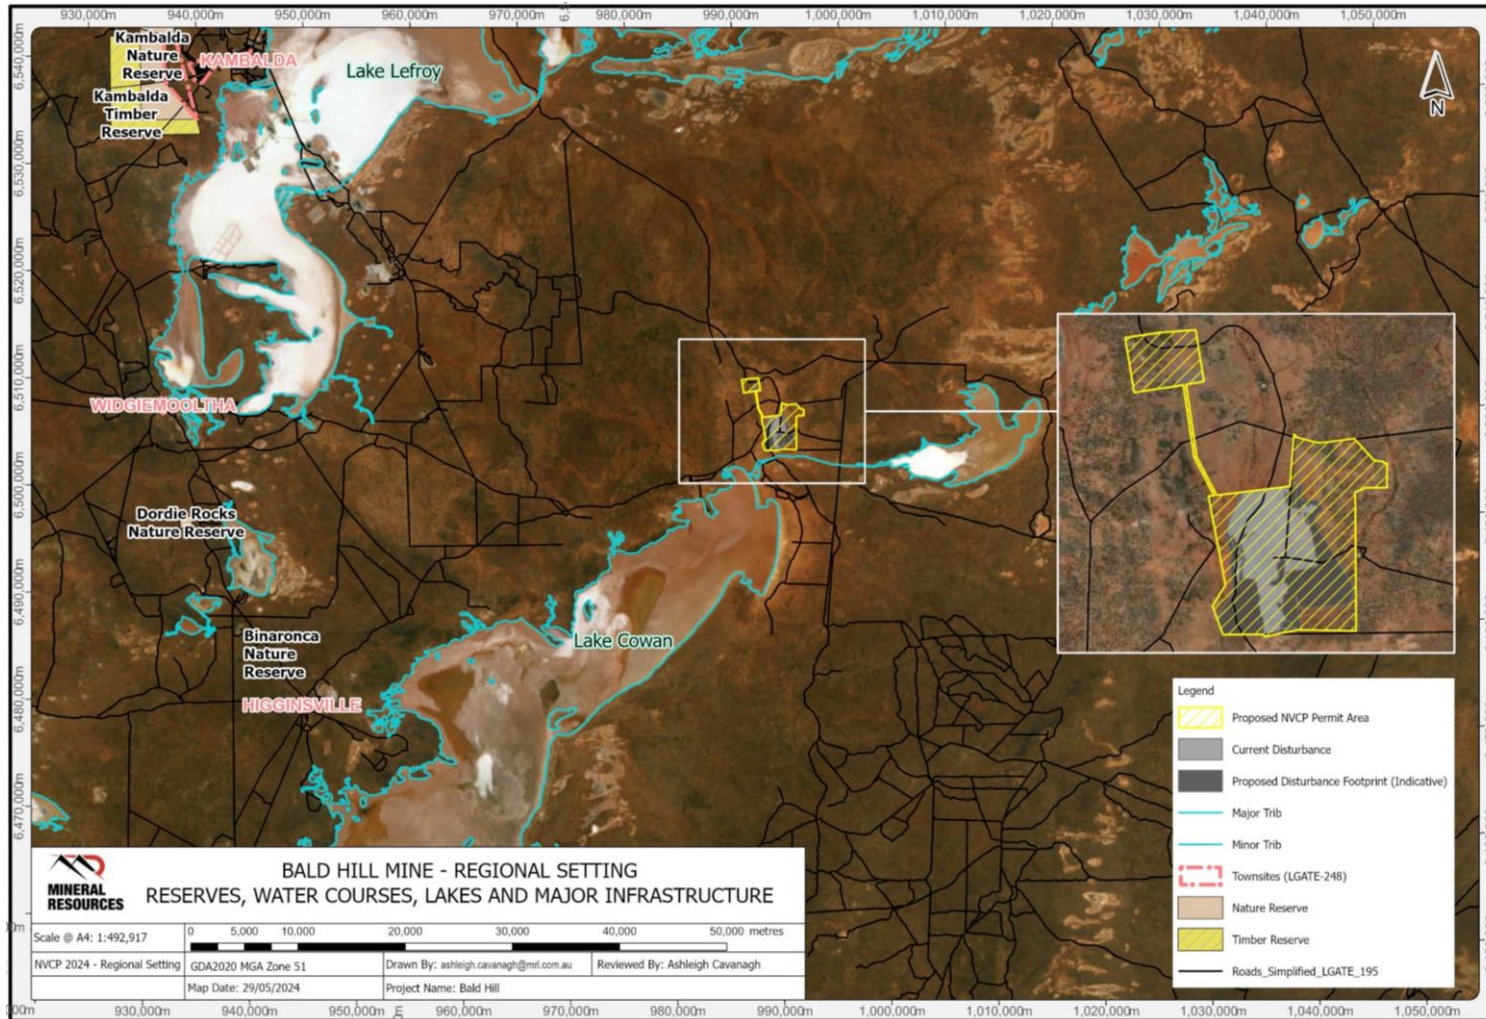 930,000m 940,000m 950,000m 960,000m 970,000m 980,000m 990,000m 1,000,000m 1,010,000m 1,020,000m 1,030,000m 1,040,000m 1,050,000m
6,540,000m
6,530,000m
6,520,000m
6,510,000m
6,500,000m
6,490,000m
6,480,000m
6,470,000m
Kambalda
Nature
Reserve
KAMBALDA
Kambalda
Timber
Reserve
Lake Lefroy
N
WIDGIEMOOLTHA
Dordie Rocks
Nature Reserve
Binaronca
Nature
Reserve
HIGGINSVILLE
Lake Cowan
Legend
Proposed NVCP Permit Area
Current Disturbance
Proposed Disturbance Footprint (Indicative)
Major Trib
Minor Trib
Townsites (LGATE-248)
Nature Reserve
Timber Reserve
Roads_Simplified_LGATE_195
MINERAL
RESOURCES
BALD HILL MINE - REGIONAL SETTING
RESERVES, WATER COURSES, LAKES AND MAJOR INFRASTRUCTURE
Scale @ A4: 1:492,917
0 5,000 10,000 20,000 30,000 40,000 50,000 metres
NVCP 2024 - Regional Setting
GDA2020 MGA Zone 51
Drawn By: ashleigh.cavanagh@mrl.com.au
Reviewed By: Ashleigh Cavanagh
Map Date: 29/05/2024
Project Name: Bald Hill
930,000m 940,000m 950,000m 960,000m 970,000m 980,000m 990,000m 1,000,000m 1,010,000m 1,020,000m 1,030,000m 1,040,000m 1,050,000m